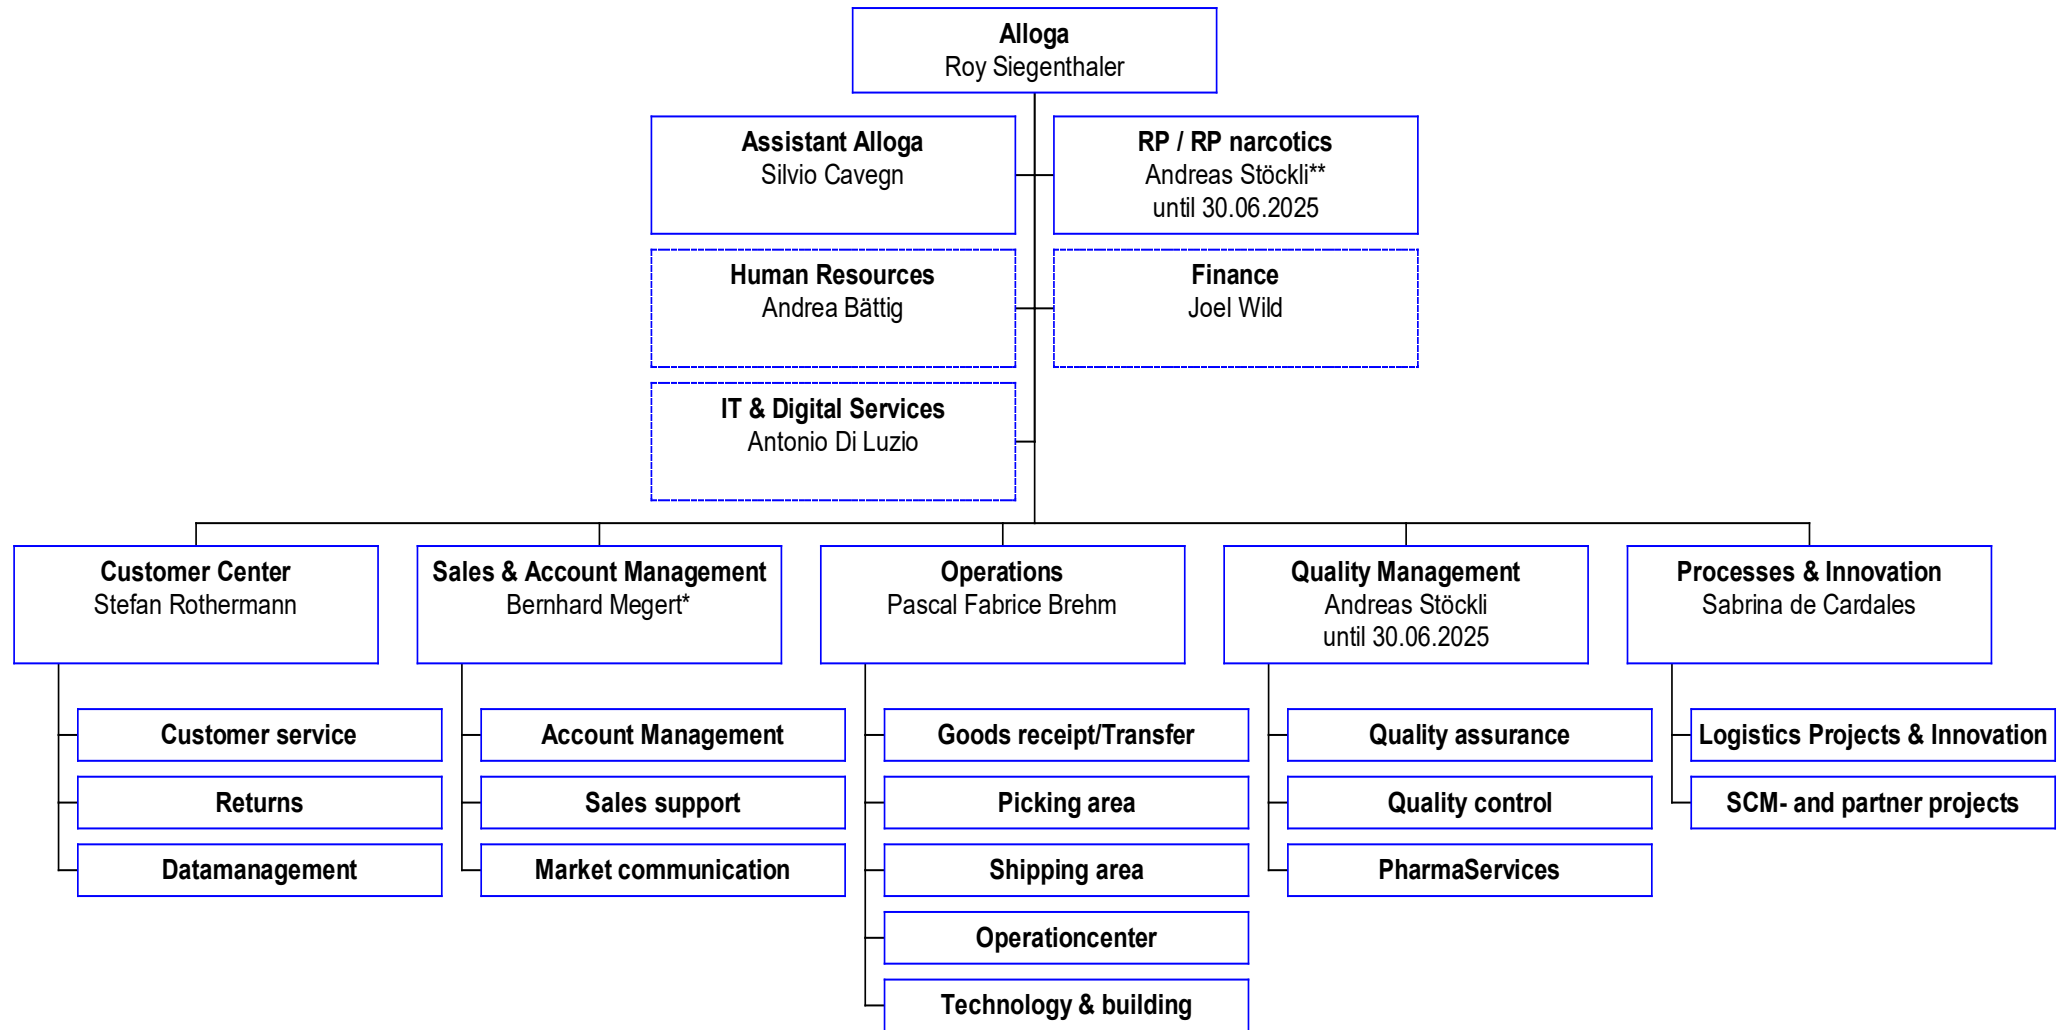 Alloga
Roy Siegenthaler
Assistant Alloga
Silvio Cavegn
RP / RP narcotics
Andreas Stöckli**
until 30.06.2025
Human Resources
Andrea Bättig
Finance
Joel Wild
IT & Digital Services
Antonio Di Luzio
Customer Center
Stefan Rothermann
Sales & Account Management
Bernhard Megert*
Operations
Pascal Fabrice Brehm
Quality Management
Andreas Stöckli
until 30.06.2025
Processes & Innovation
Sabrina de Cardales
Customer service
Returns
Datamanagement
Account Management
Sales support
Market communication
Goods receipt/Transfer
Picking area
Shipping area
Operationcenter
Technology & building
Quality assurance
Quality control
PharmaServices
Logistics Projects & Innovation
SCM- and partner projects